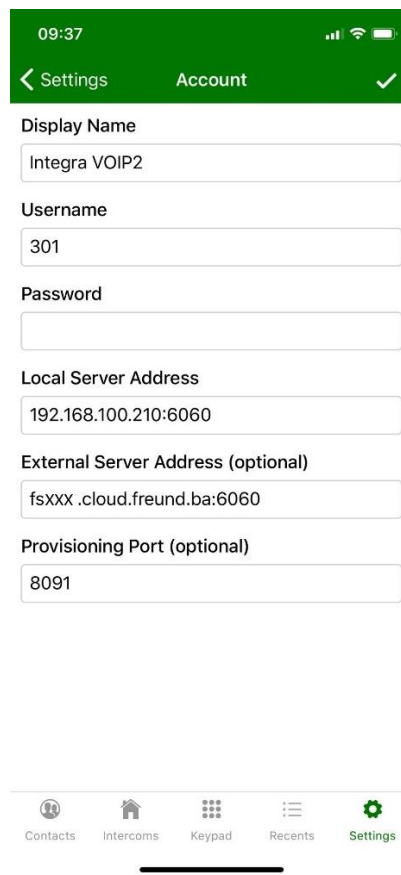 09:37
Settings
Account
Display Name
Integra VOIP2
Username
301
Password
Local Server Address
192.168.100.210:6060
External Server Address (optional)
fsXXX .cloud.freund.ba:6060
Provisioning Port (optional)
8091
Contacts
Intercoms
Keypad
Recents
Settings